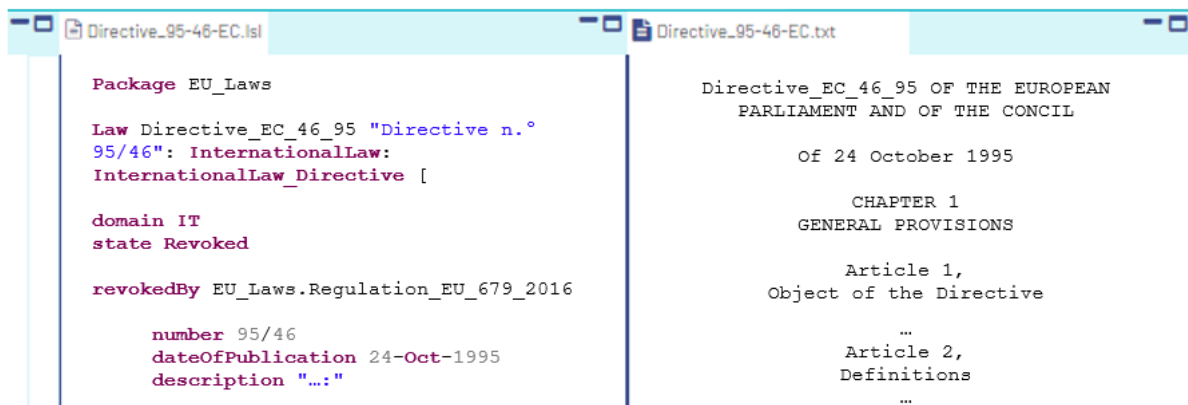 Directive_95-46-EC.lsl
Package EU_Laws
Law Directive_EC_46_95 "Directive n.º
95/46": InternationalLaw:
InternationalLaw_Directive [
domain IT
state Revoked
revokedBy EU_Laws.Regulation_EU_679_2016
number 95/46
dateOfPublication 24-Oct-1995
description "…:"
Directive_95-46-EC.txt
Directive_EC_46_95 OF THE EUROPEAN
PARLIAMENT AND OF THE CONCIL
Of 24 October 1995
CHAPTER 1
GENERAL PROVISIONS
Article 1,
Object of the Directive
…
Article 2,
Definitions
…